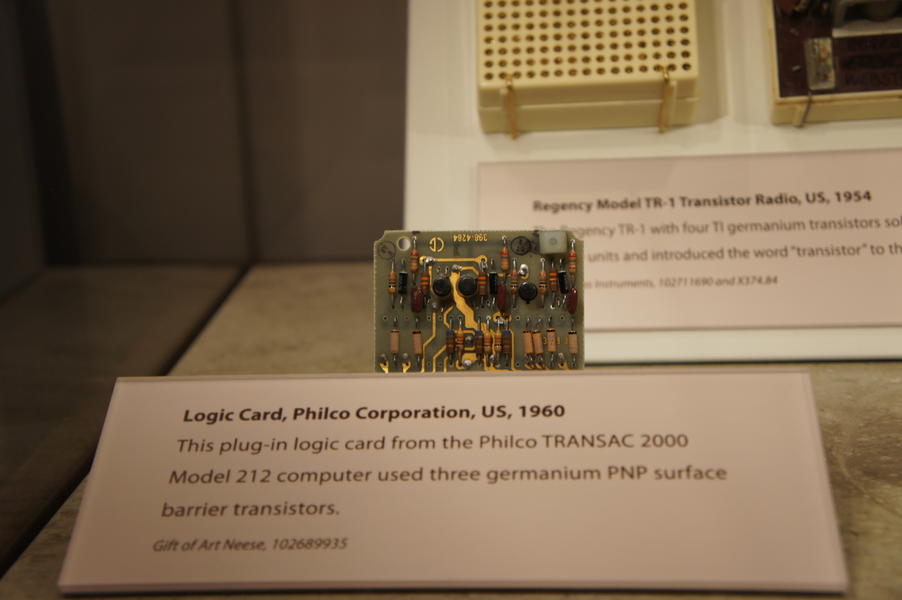 Regency Model TR-1 Transistor Radio, US, 1954
Regency TR-1 with four TI germanium transistors
units and introduced the word "transistor" to
Instruments, 102711690 and X374.84
398-4284
Logic Card, Philco Corporation, US, 1960
This plug-in logic card from the Philco TRANSAC 2000
Model 212 computer used three germanium PNP surface
barrier transistors.
Gift of Art Neese, 102689935